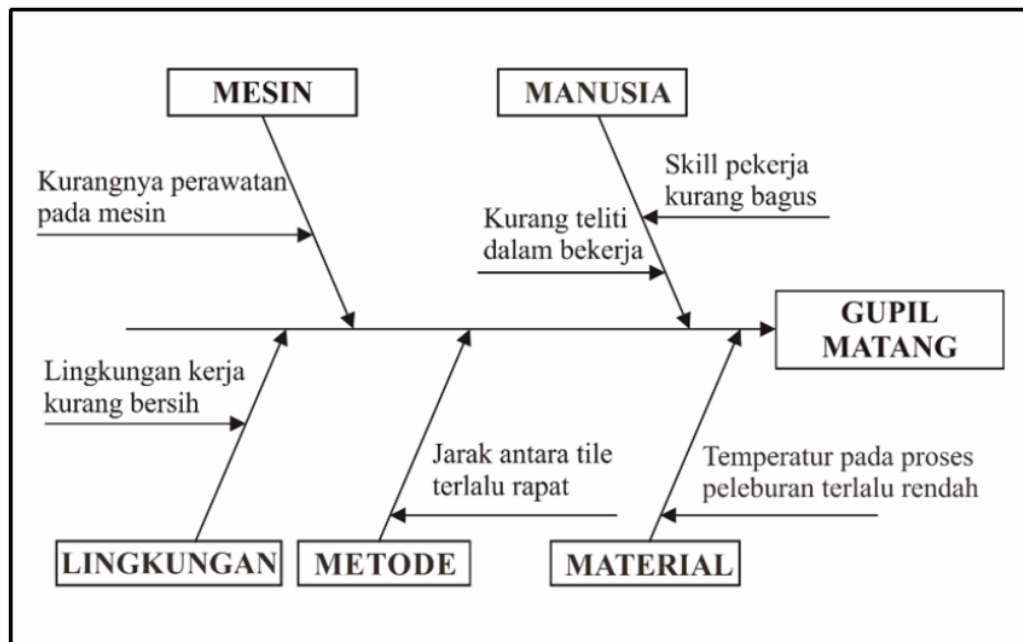 MESIN
MANUSIA
Kurangnya perawatan
pada mesin
Skill pekerja
kurang bagus
Kurang teliti
dalam bekerja
GUPIL
MATANG
Lingkungan kerja
kurang bersih
Jarak antara tile
terlalu rapat
Temperatur pada proses
peleburan terlalu rendah
LINGKUNGAN
METODE
MATERIAL